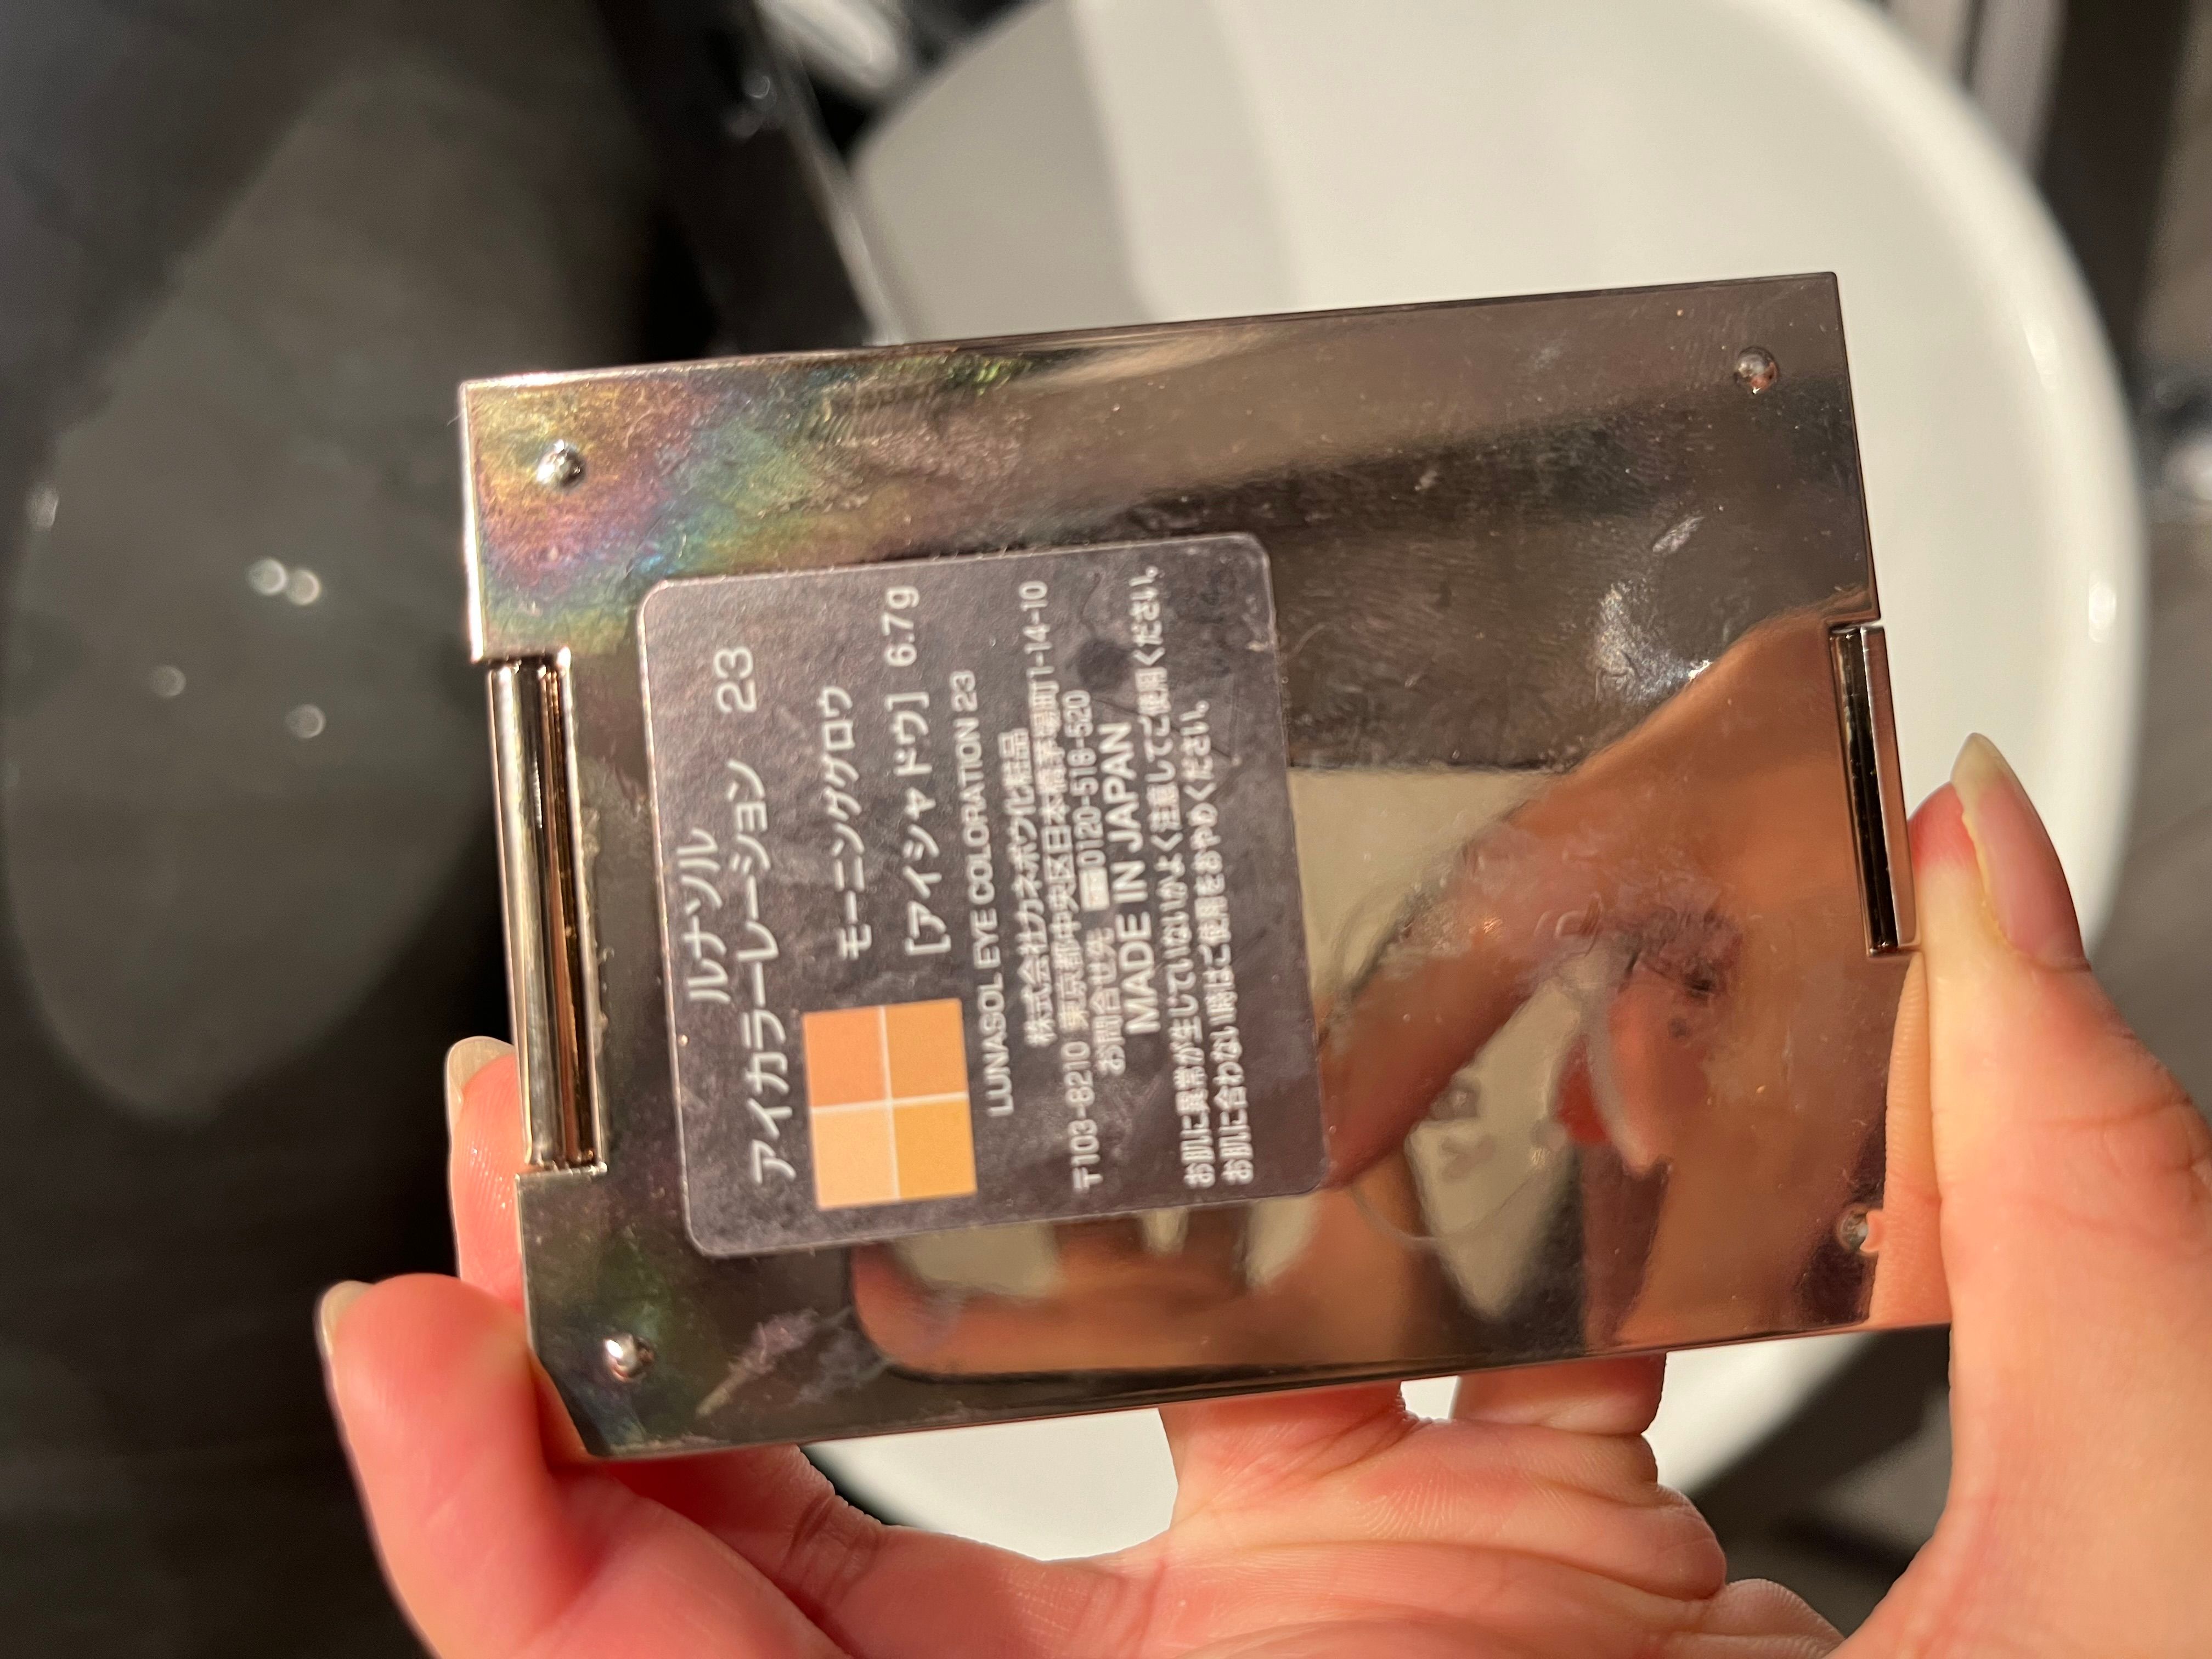 ルナソル
アイカラーレーション 23
モーニンググロウ
[アイシャドウ] 6.7g
LUNASOL EYE COLORATION 23
株式会社カネボウ化粧品
〒103-8210 東京都中央区日本橋茅場町1-14-10
お問合せ先 0120-518-520
MADE IN JAPAN
お肌に異常が生じていないかよく注意してご使用ください。
お肌に合わない時はご使用をおやめください。